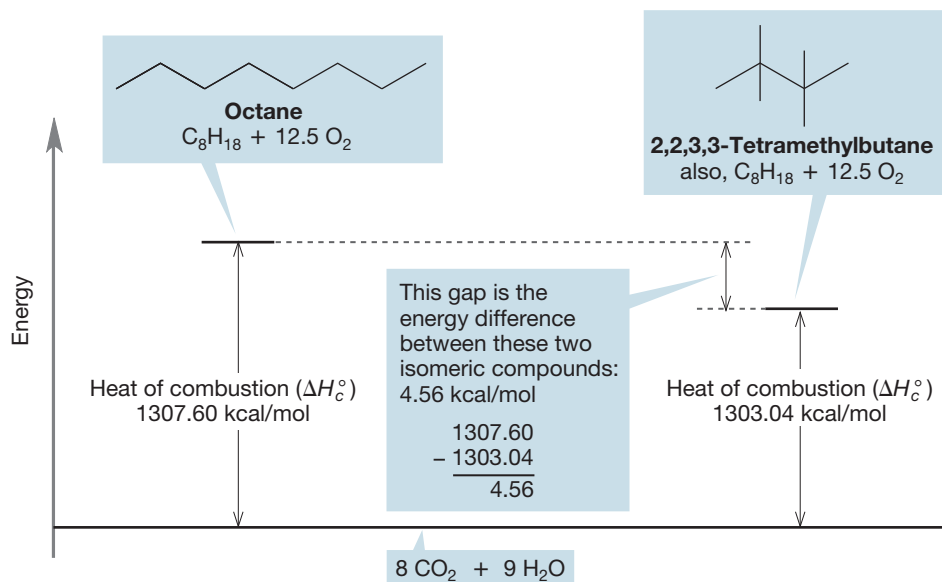 Octane
C₈H₁₈ + 12.5 O₂
2,2,3,3-Tetramethylbutane
also, C₈H₁₈ + 12.5 O₂
Energy
This gap is the
energy difference
between these two
isomeric compounds:
4.56 kcal/mol
1307.60
– 1303.04
4.56
Heat of combustion (ΔH°c)
1307.60 kcal/mol
Heat of combustion (ΔH°c)
1303.04 kcal/mol
8 CO₂ + 9 H₂O